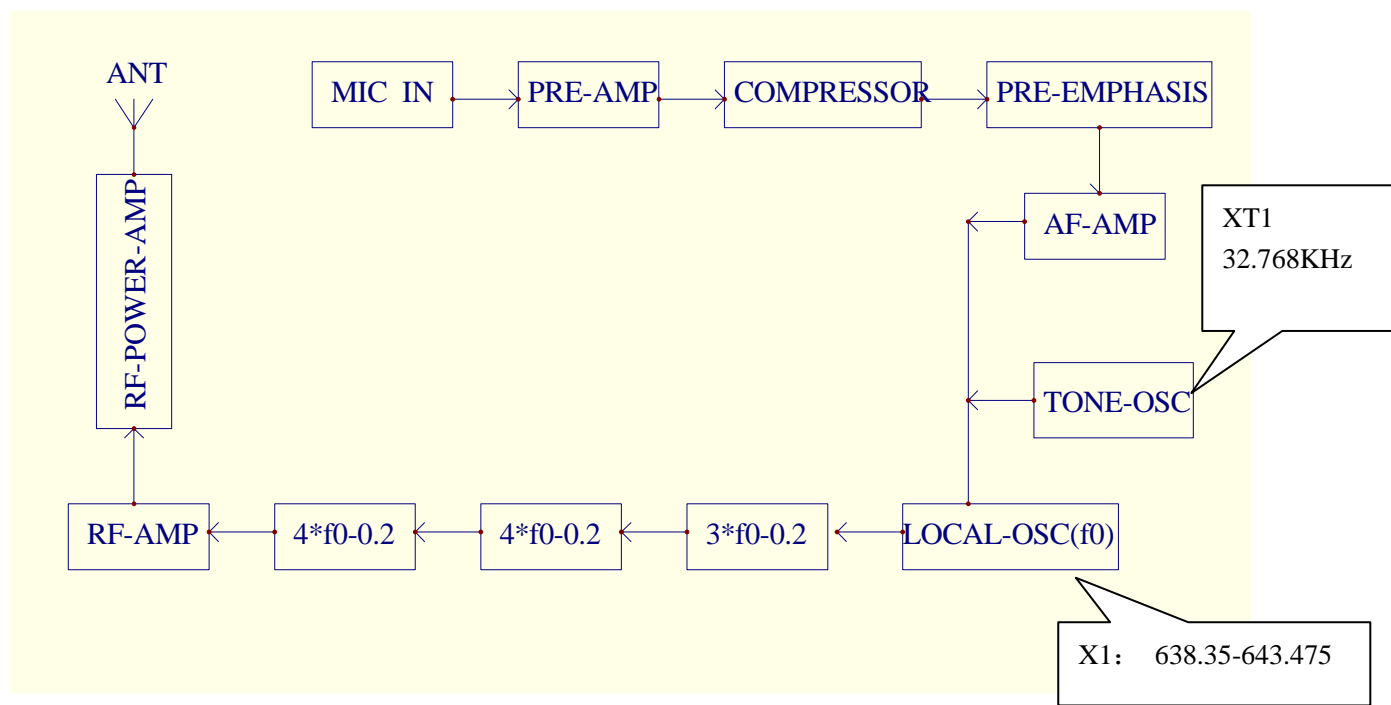 ANT
MIC IN
PRE-AMP
COMPRESSOR
PRE-EMPHASIS
AF-AMP
XT1
32.768KHz
RF-POWER-AMP
TONE-OSC
RF-AMP
4*f0-0.2
4*f0-0.2
3*f0-0.2
LOCAL-OSC(f0)
X1： 638.35-643.475